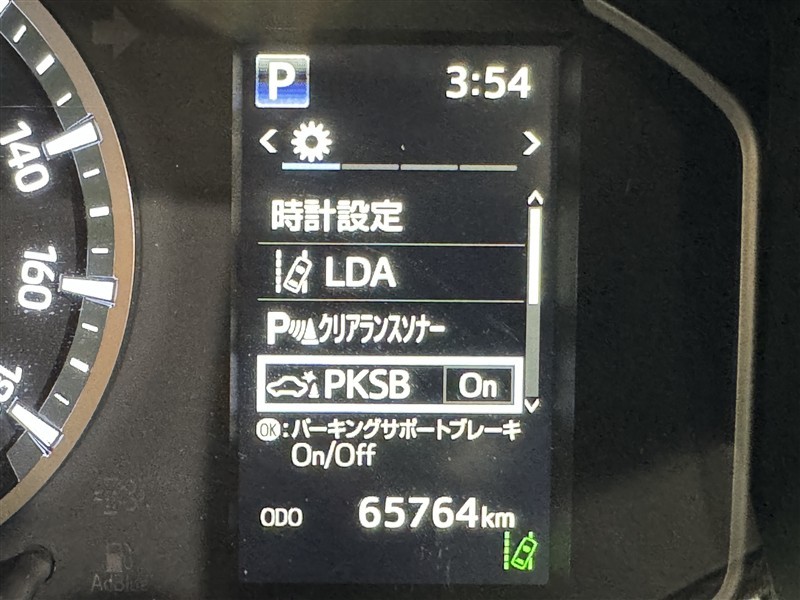 P 3:54
時計設定
LDA
Pクリアランスソナー
PKSB On
OK:パーキングサポートブレーキ
On/Off
ODO 65764km
140
160
AdBlue